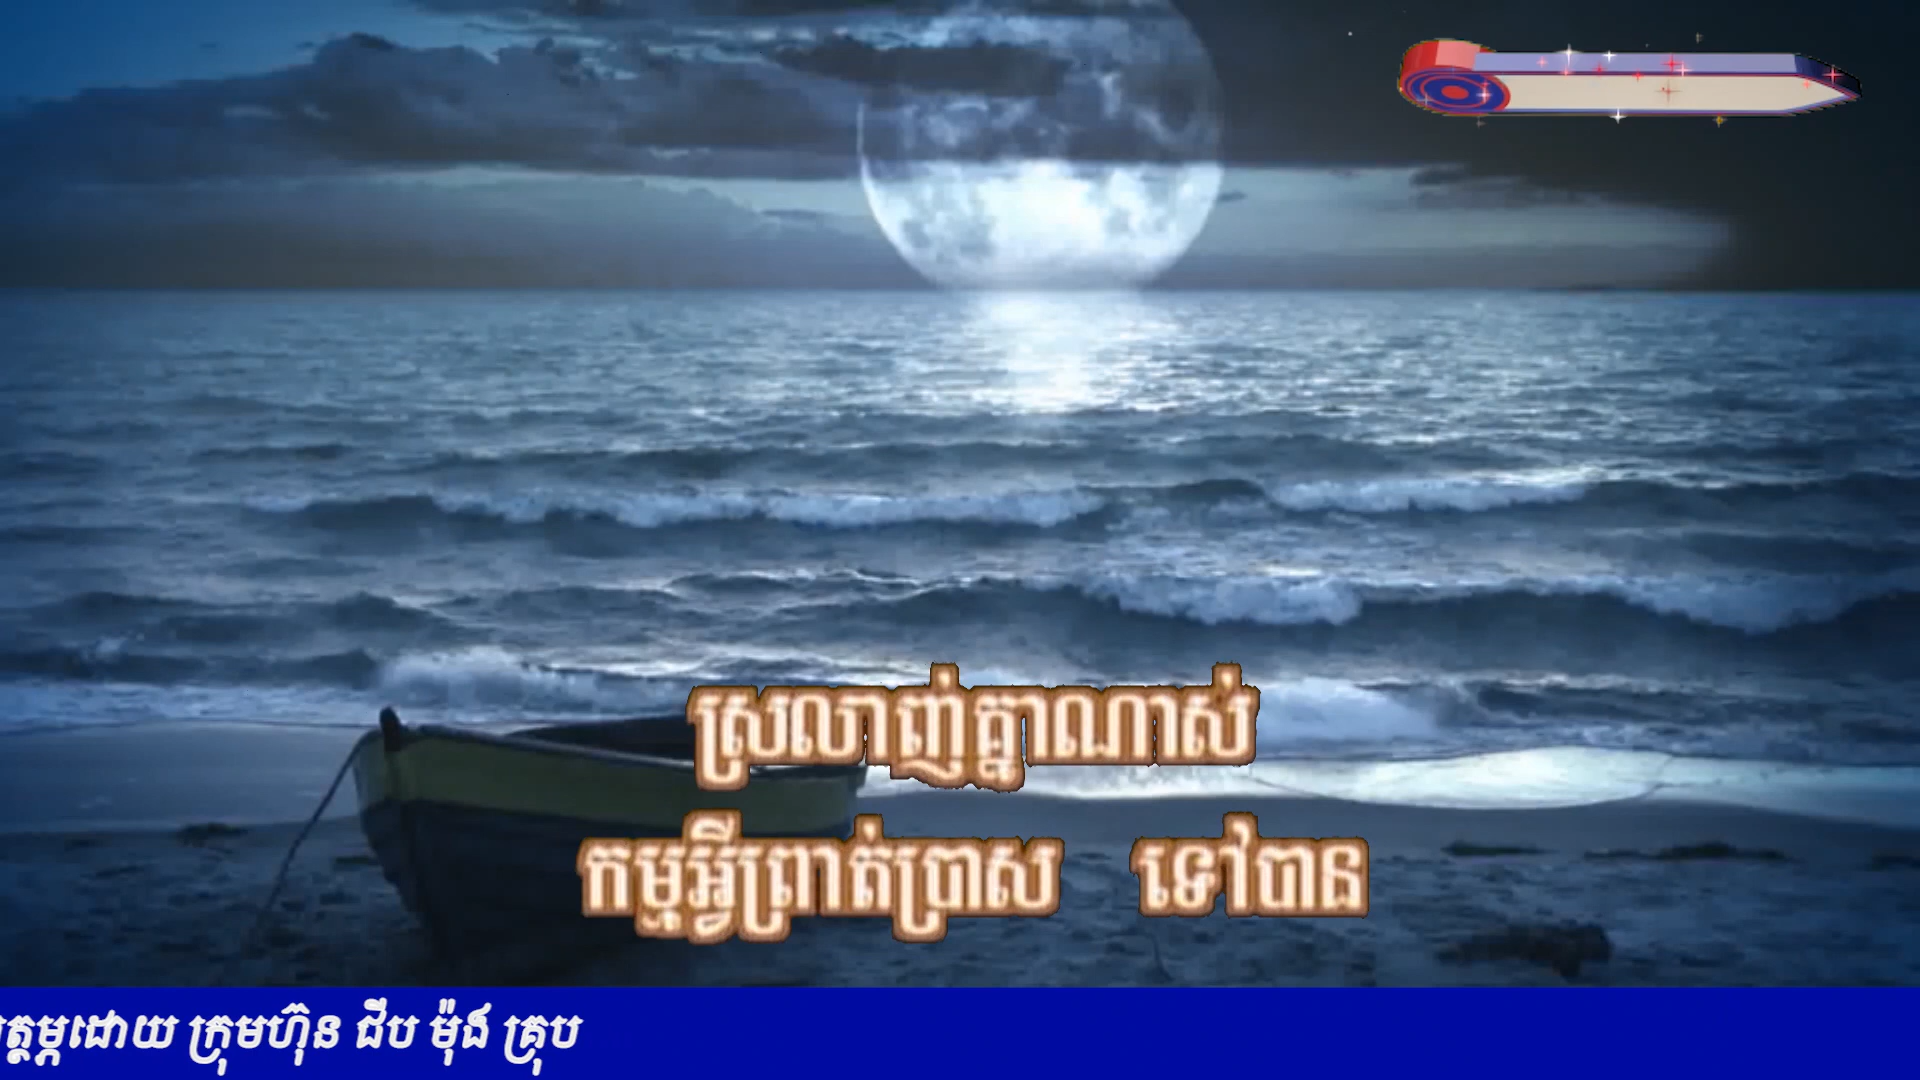 ស្រលាញ់គ្នាណាស់
កម្មអ្វីព្រាត់ប្រាស ទៅបាន
ត្ថម្ភដោយ ក្រុមហ៊ុន ជីប ម៉ុង គ្រុប